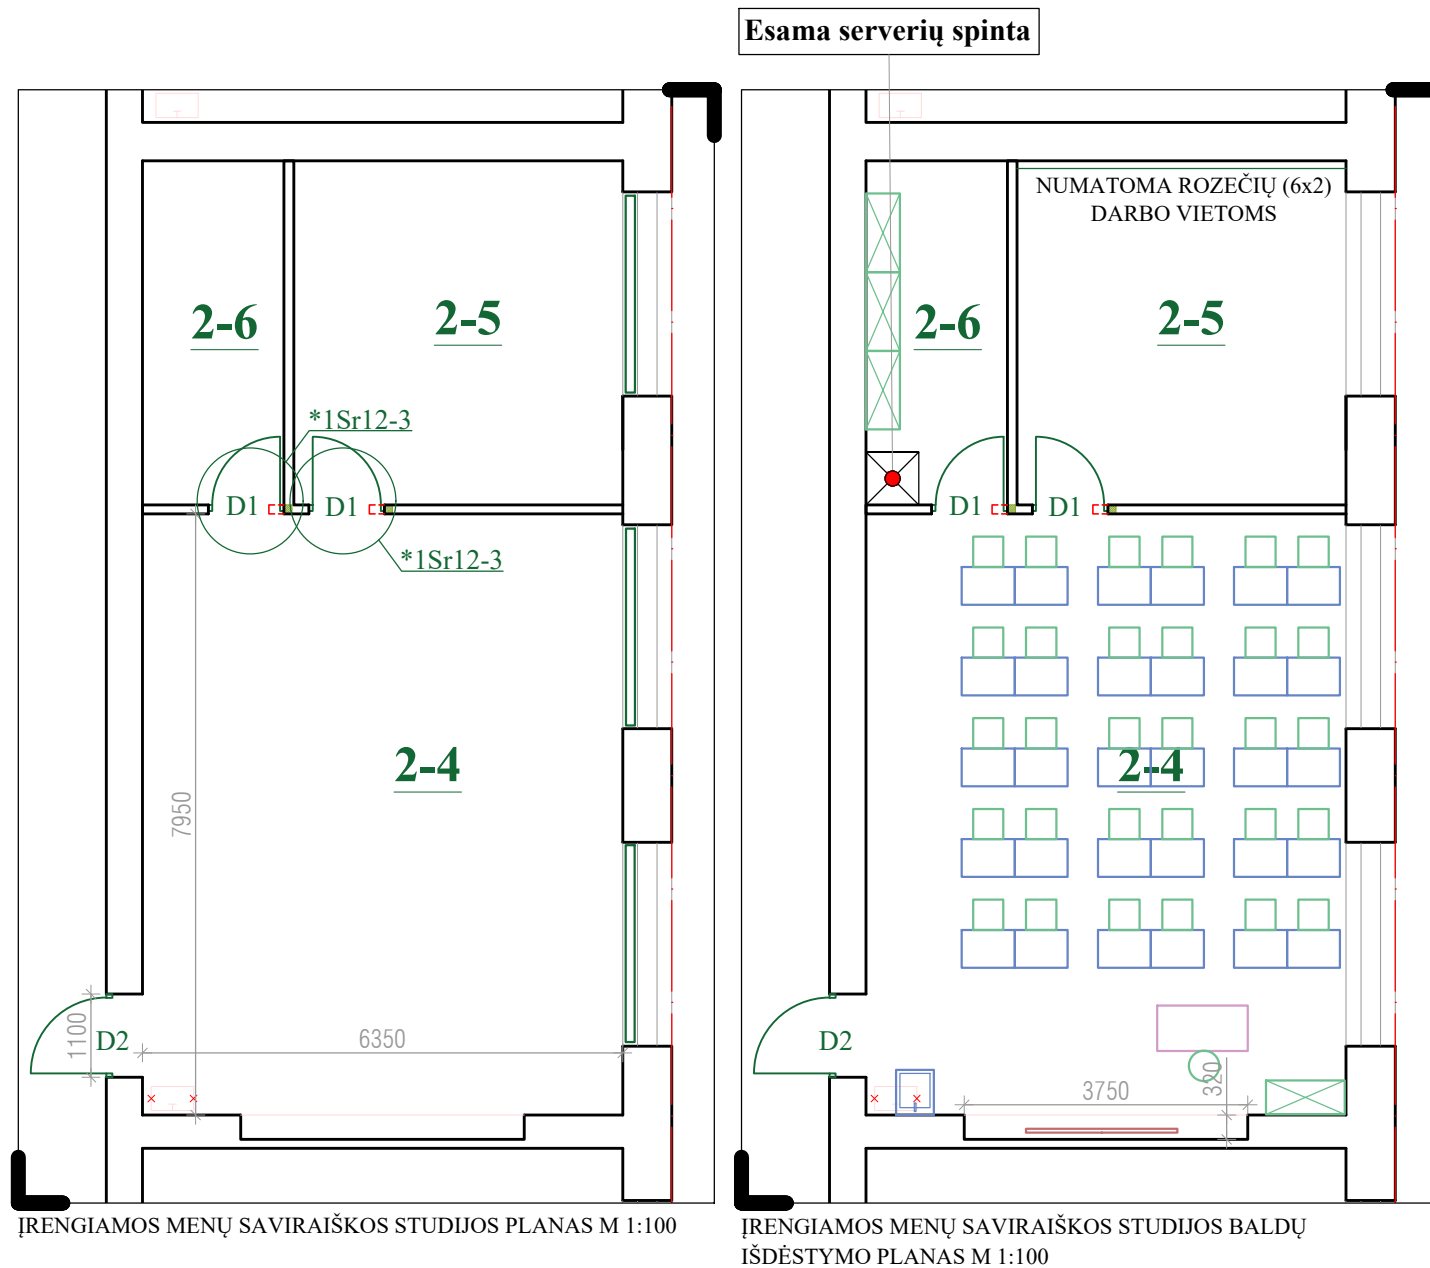 Esama serverių spinta
2-6
2-5
*1Sr12-3
D1
D1
*1Sr12-3
2-4
7950
1100
D2
6350
ĮRENGIAMOS MENŲ SAVIRAIŠKOS STUDIJOS PLANAS M 1:100
NUMATOMA ROZEČIŲ (6x2)
DARBO VIETOMS
2-6
2-5
D1
D1
2-4
D2
3750
320
ĮRENGIAMOS MENŲ SAVIRAIŠKOS STUDIJOS BALDŲ
IŠDĖSTYMO PLANAS M 1:100